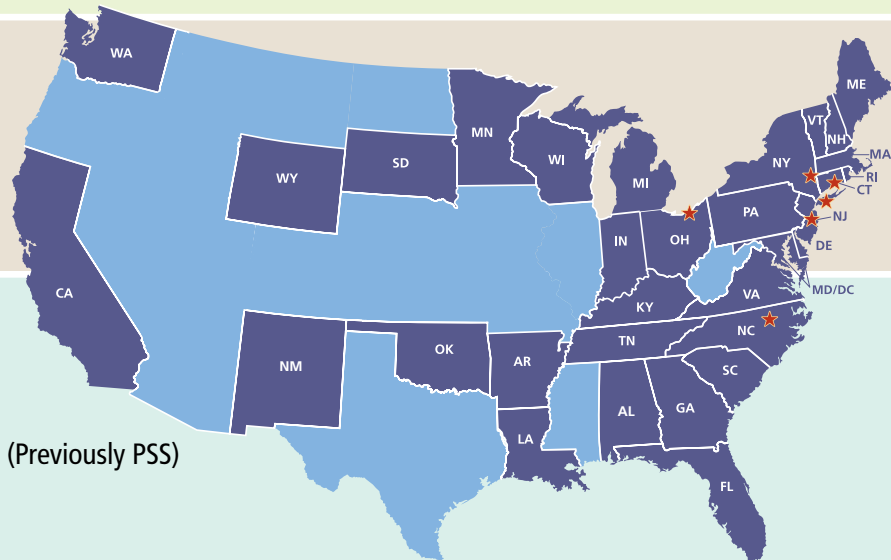 WA
ME
VT
NH
MN
MA
NY
WI
SD
RI
WY
MI
CT
PA
NJ
IN
OH
DE
MD/DC
CA
VA
KY
NC
TN
OK
AR
NM
SC
AL
GA
LA
(Previously PSS)
FL